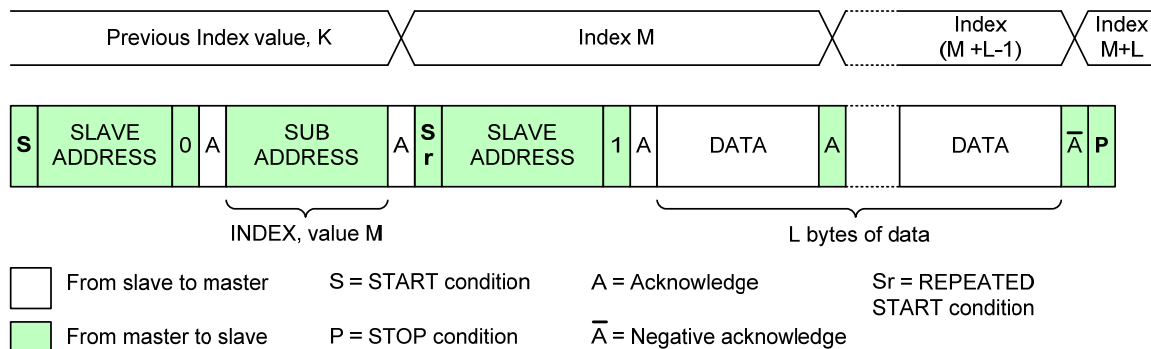 Previous Index value, K
Index M
Index
(M +L-1)
Index
M+L
S
SLAVE
ADDRESS
0
A
SUB
ADDRESS
A
S
r
SLAVE
ADDRESS
1
A
DATA
A
DATA
A̅
P
INDEX, value M
L bytes of data
From slave to master
S = START condition
A = Acknowledge
Sr = REPEATED
START condition
From master to slave
P = STOP condition
A̅ = Negative acknowledge